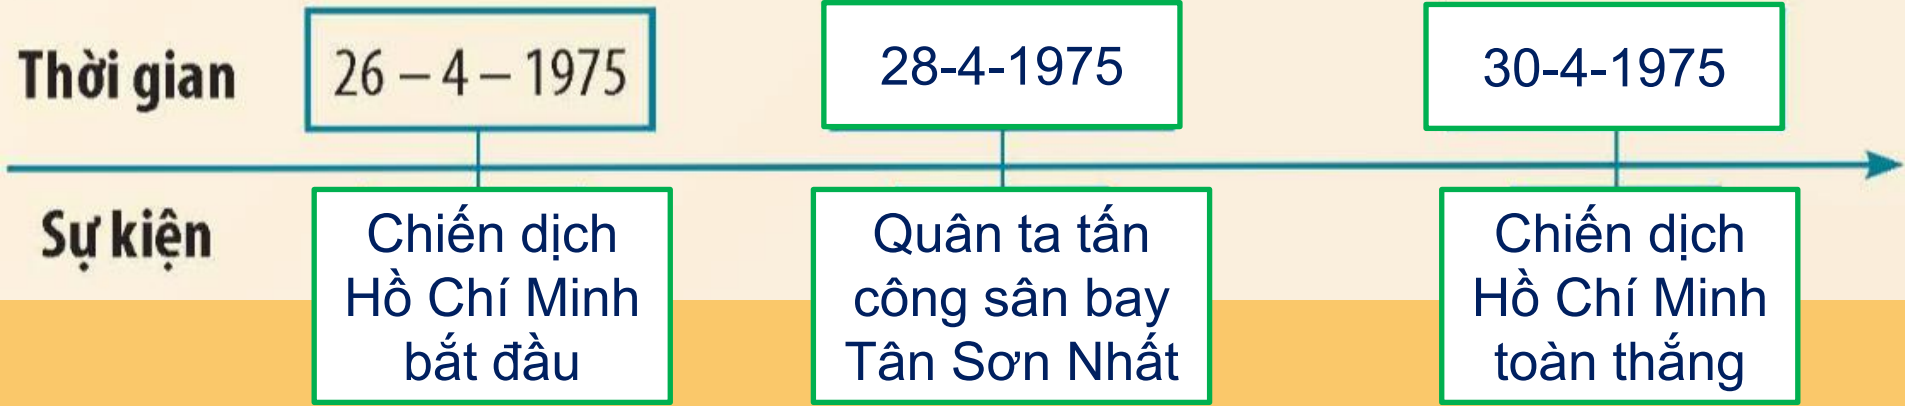 Thời gian
26 – 4 – 1975
28-4-1975
30-4-1975
Sự kiện
Chiến dịch
Hồ Chí Minh
bắt đầu
Quân ta tấn
công sân bay
Tân Sơn Nhất
Chiến dịch
Hồ Chí Minh
toàn thắng